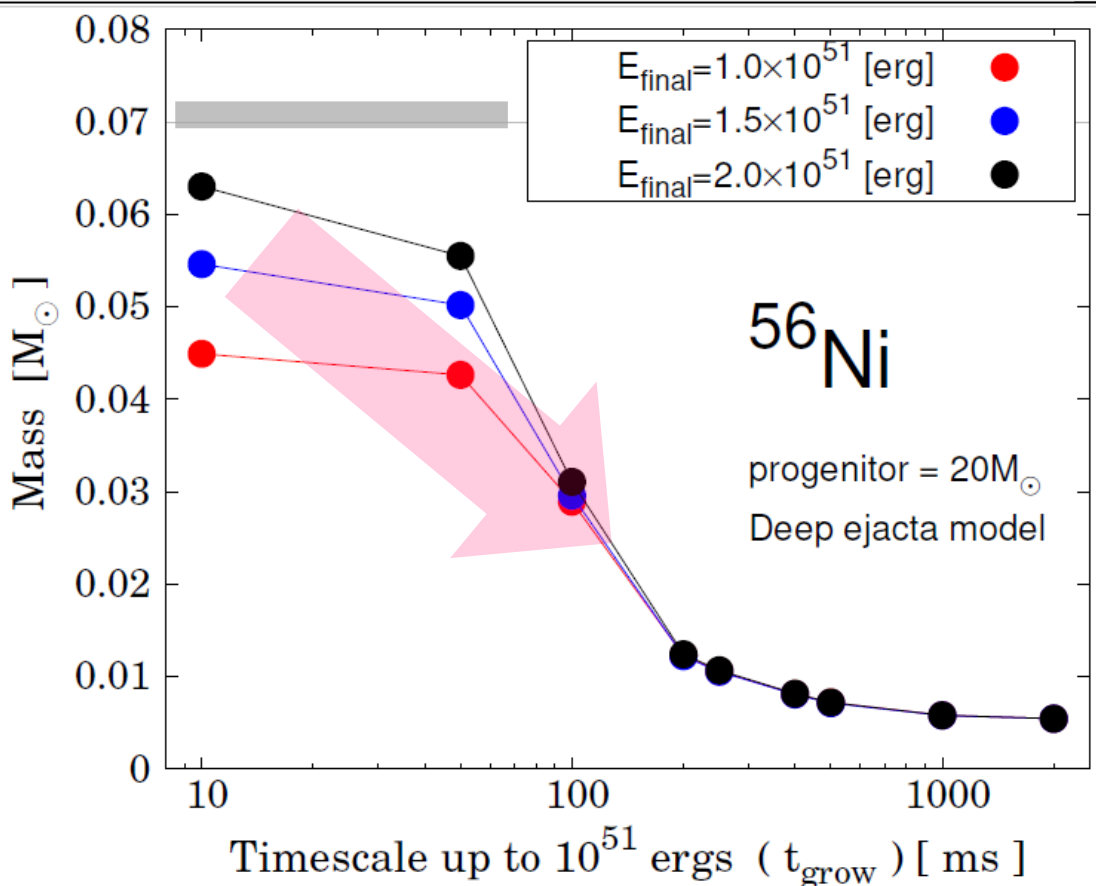 E_final=1.0×10^51 [erg]
E_final=1.5×10^51 [erg]
E_final=2.0×10^51 [erg]
0.08
0.07
0.06
0.05
0.04
0.03
0.02
0.01
0
Mass [M_⊙]
^56Ni
progenitor = 20M_⊙
Deep ejacta model
10 100 1000
Timescale up to 10^51 ergs ( t_grow ) [ ms ]